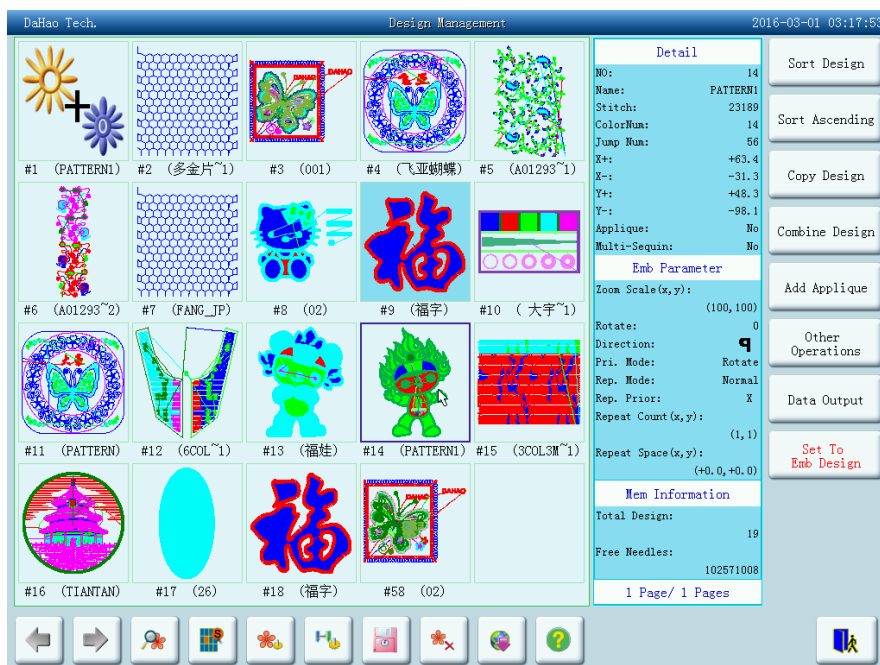 DaHao Tech. Design Management 2016-03-01 03:17:53
#1 (PATTERN1) #2 (多金片~1) #3 (001) #4 (飞亚蝴蝶) #5 (A01293~1)
#6 (A01293~2) #7 (FANG_JP) #8 (02) #9 (福字) #10 ( 大宇~1)
#11 (PATTERN) #12 (6COL~1) #13 (福娃) #14 (PATTERN1) #15 (3COL3M~1)
#16 (TIANTAN) #17 (26) #18 (福字) #58 (02)
DAHAO
DAHAO
福
福
DAHAO
DAHAO
Detail
NO: 14
Name: PATTERN1
Stitch: 23189
ColorNum: 14
Jump Num: 56
X+: +63.4
X-: -31.3
Y+: +48.3
Y-: -98.1
Applique: No
Multi-Sequin: No
Emb Parameter
Zoom Scale(x,y):
(100,100)
Rotate: 0
Direction: q
Pri. Mode: Rotate
Rep. Mode: Normal
Rep. Prior: X
Repeat Count(x,y):
(1,1)
Repeat Space(x,y):
(+0.0,+0.0)
Mem Information
Total Design:
19
Free Needles:
102571008
1 Page/ 1 Pages
Sort Design
Sort Ascending
Copy Design
Combine Design
Add Applique
Other
Operations
Data Output
Set To
Emb Design
S
?